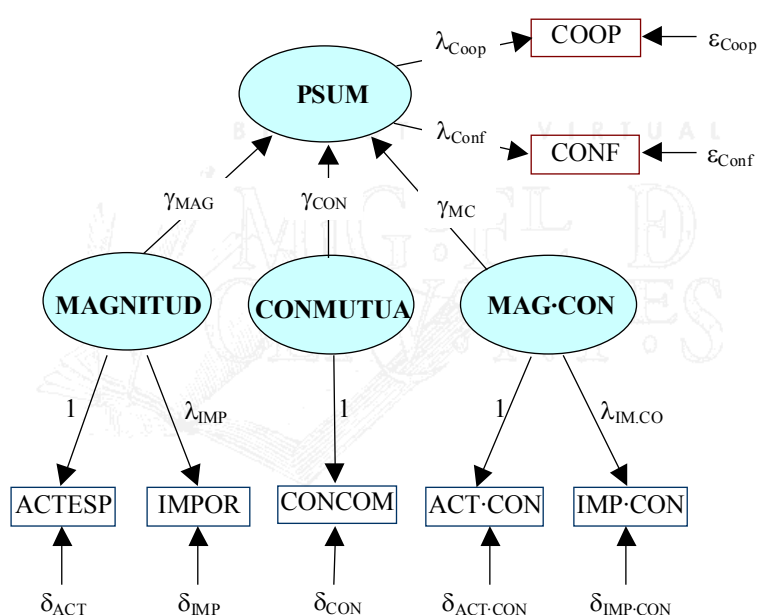 λCoop
COOP
εCoop
PSUM
λConf
CONF
εConf
γMAG
γCON
γMC
MAGNITUD
CONMUTUA
MAG·CON
1
λIMP
1
1
λIM.CO
ACTESP
IMPOR
CONCOM
ACT·CON
IMP·CON
δACT
δIMP
δCON
δACT·CON
δIMP·CON
VIRTUAL